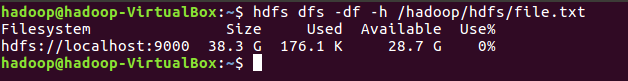 hadoop@hadoop-VirtualBox:~$ hdfs dfs -df -h /hadoop/hdfs/file.txt
Filesystem Size Used Available Use%
hdfs://localhost:9000 38.3 G 176.1 K 28.7 G 0%
hadoop@hadoop-VirtualBox:~$